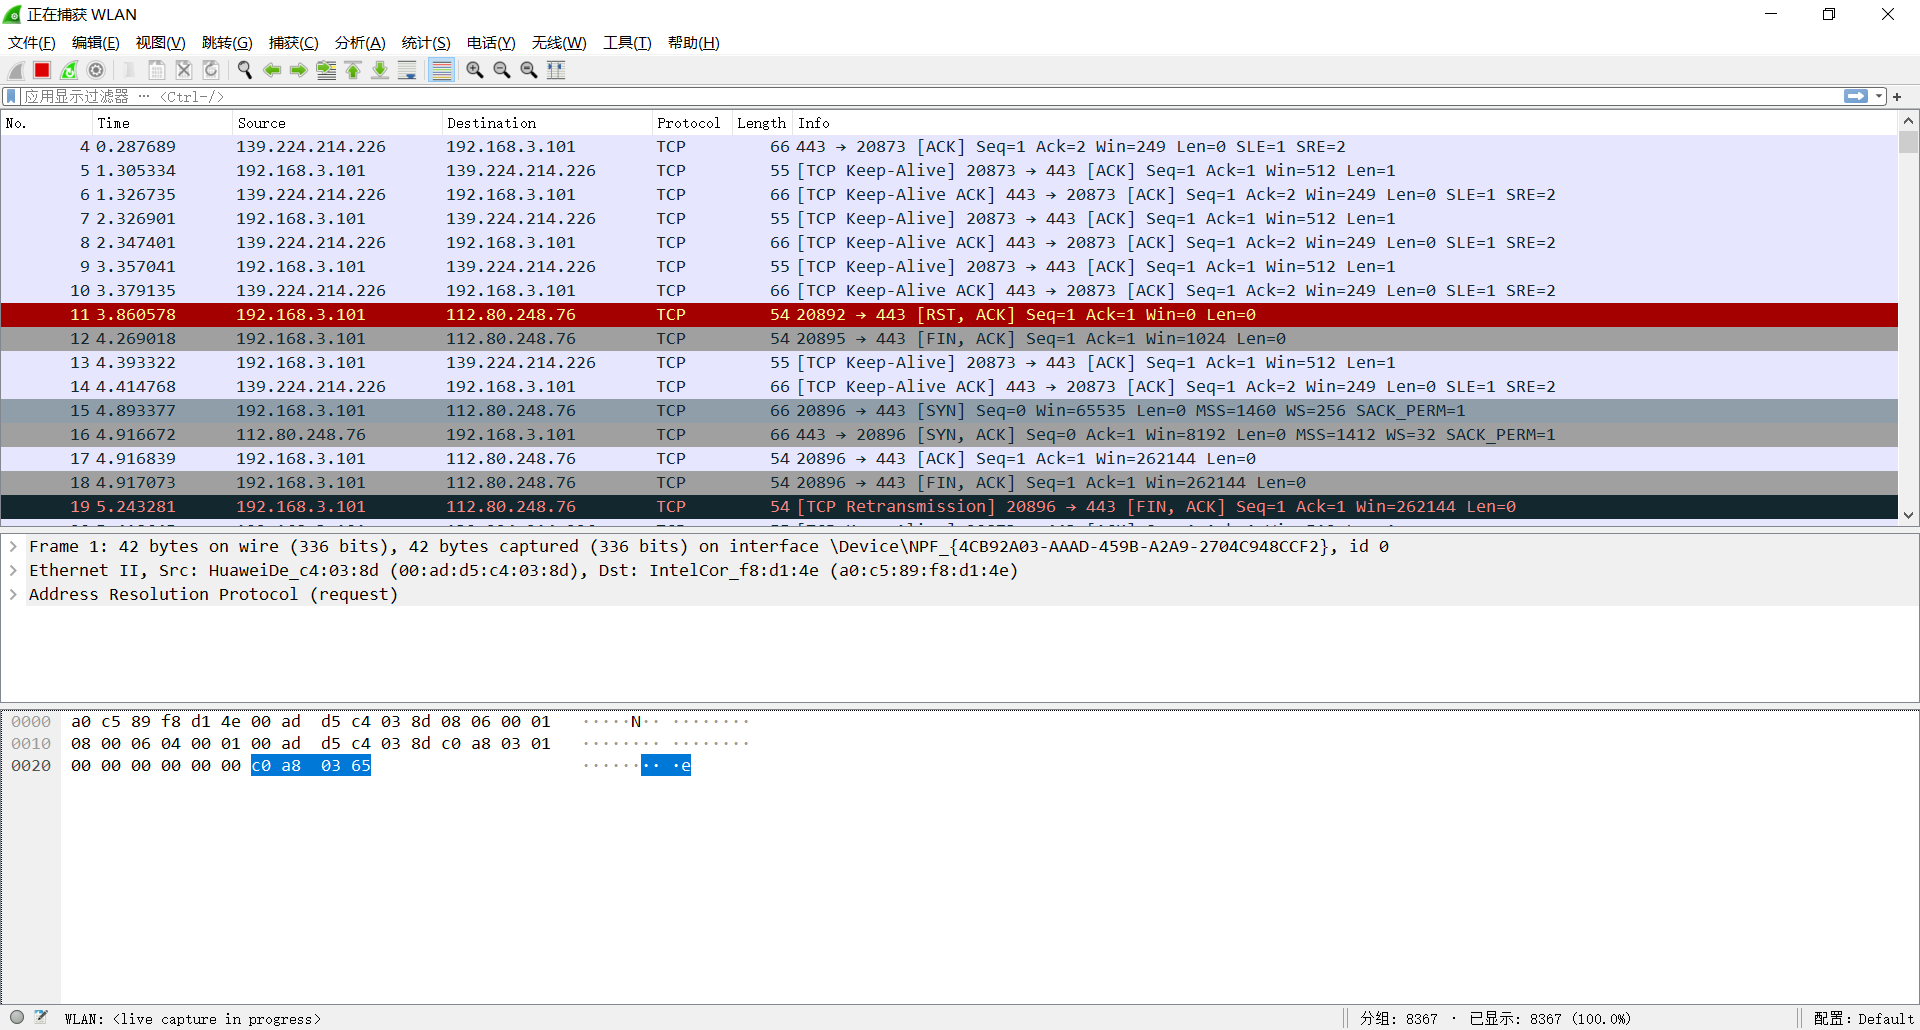 正在捕获 WLAN
文件(F) 编辑(E) 视图(V) 跳转(G) 捕获(C) 分析(A) 统计(S) 电话(Y) 无线(W) 工具(T) 帮助(H)
应用显示过滤器 … <Ctrl-/>
No. Time Source Destination Protocol Length Info
4 0.287689 139.224.214.226 192.168.3.101 TCP 66 443 → 20873 [ACK] Seq=1 Ack=2 Win=249 Len=0 SLE=1 SRE=2
5 1.305334 192.168.3.101 139.224.214.226 TCP 55 [TCP Keep-Alive] 20873 → 443 [ACK] Seq=1 Ack=1 Win=512 Len=1
6 1.326735 139.224.214.226 192.168.3.101 TCP 66 [TCP Keep-Alive ACK] 443 → 20873 [ACK] Seq=1 Ack=2 Win=249 Len=0 SLE=1 SRE=2
7 2.326901 192.168.3.101 139.224.214.226 TCP 55 [TCP Keep-Alive] 20873 → 443 [ACK] Seq=1 Ack=1 Win=512 Len=1
8 2.347401 139.224.214.226 192.168.3.101 TCP 66 [TCP Keep-Alive ACK] 443 → 20873 [ACK] Seq=1 Ack=2 Win=249 Len=0 SLE=1 SRE=2
9 3.357041 192.168.3.101 139.224.214.226 TCP 55 [TCP Keep-Alive] 20873 → 443 [ACK] Seq=1 Ack=1 Win=512 Len=1
10 3.379135 139.224.214.226 192.168.3.101 TCP 66 [TCP Keep-Alive ACK] 443 → 20873 [ACK] Seq=1 Ack=2 Win=249 Len=0 SLE=1 SRE=2
11 3.860578 192.168.3.101 112.80.248.76 TCP 54 20892 → 443 [RST, ACK] Seq=1 Ack=1 Win=0 Len=0
12 4.269018 192.168.3.101 112.80.248.76 TCP 54 20895 → 443 [FIN, ACK] Seq=1 Ack=1 Win=1024 Len=0
13 4.393322 192.168.3.101 139.224.214.226 TCP 55 [TCP Keep-Alive] 20873 → 443 [ACK] Seq=1 Ack=1 Win=512 Len=1
14 4.414768 139.224.214.226 192.168.3.101 TCP 66 [TCP Keep-Alive ACK] 443 → 20873 [ACK] Seq=1 Ack=2 Win=249 Len=0 SLE=1 SRE=2
15 4.893377 192.168.3.101 112.80.248.76 TCP 66 20896 → 443 [SYN] Seq=0 Win=65535 Len=0 MSS=1460 WS=256 SACK_PERM=1
16 4.916672 112.80.248.76 192.168.3.101 TCP 66 443 → 20896 [SYN, ACK] Seq=0 Ack=1 Win=8192 Len=0 MSS=1412 WS=32 SACK_PERM=1
17 4.916839 192.168.3.101 112.80.248.76 TCP 54 20896 → 443 [ACK] Seq=1 Ack=1 Win=262144 Len=0
18 4.917073 192.168.3.101 112.80.248.76 TCP 54 20896 → 443 [FIN, ACK] Seq=1 Ack=1 Win=262144 Len=0
19 5.243281 192.168.3.101 112.80.248.76 TCP 54 [TCP Retransmission] 20896 → 443 [FIN, ACK] Seq=1 Ack=1 Win=262144 Len=0
Frame 1: 42 bytes on wire (336 bits), 42 bytes captured (336 bits) on interface \Device\NPF_{4CB92A03-AAAD-459B-A2A9-2704C948CCF2}, id 0
Ethernet II, Src: HuaweiDe_c4:03:8d (00:ad:d5:c4:03:8d), Dst: IntelCor_f8:d1:4e (a0:c5:89:f8:d1:4e)
Address Resolution Protocol (request)
0000 a0 c5 89 f8 d1 4e 00 ad d5 c4 03 8d 08 06 00 01 ·····N·· ········
0010 08 00 06 04 00 01 00 ad d5 c4 03 8d c0 a8 03 01 ········ ········
0020 00 00 00 00 00 00 c0 a8 03 65 ········ ·e
WLAN: <live capture in progress> 分组: 8367 · 已显示: 8367 (100.0%) 配置: Default